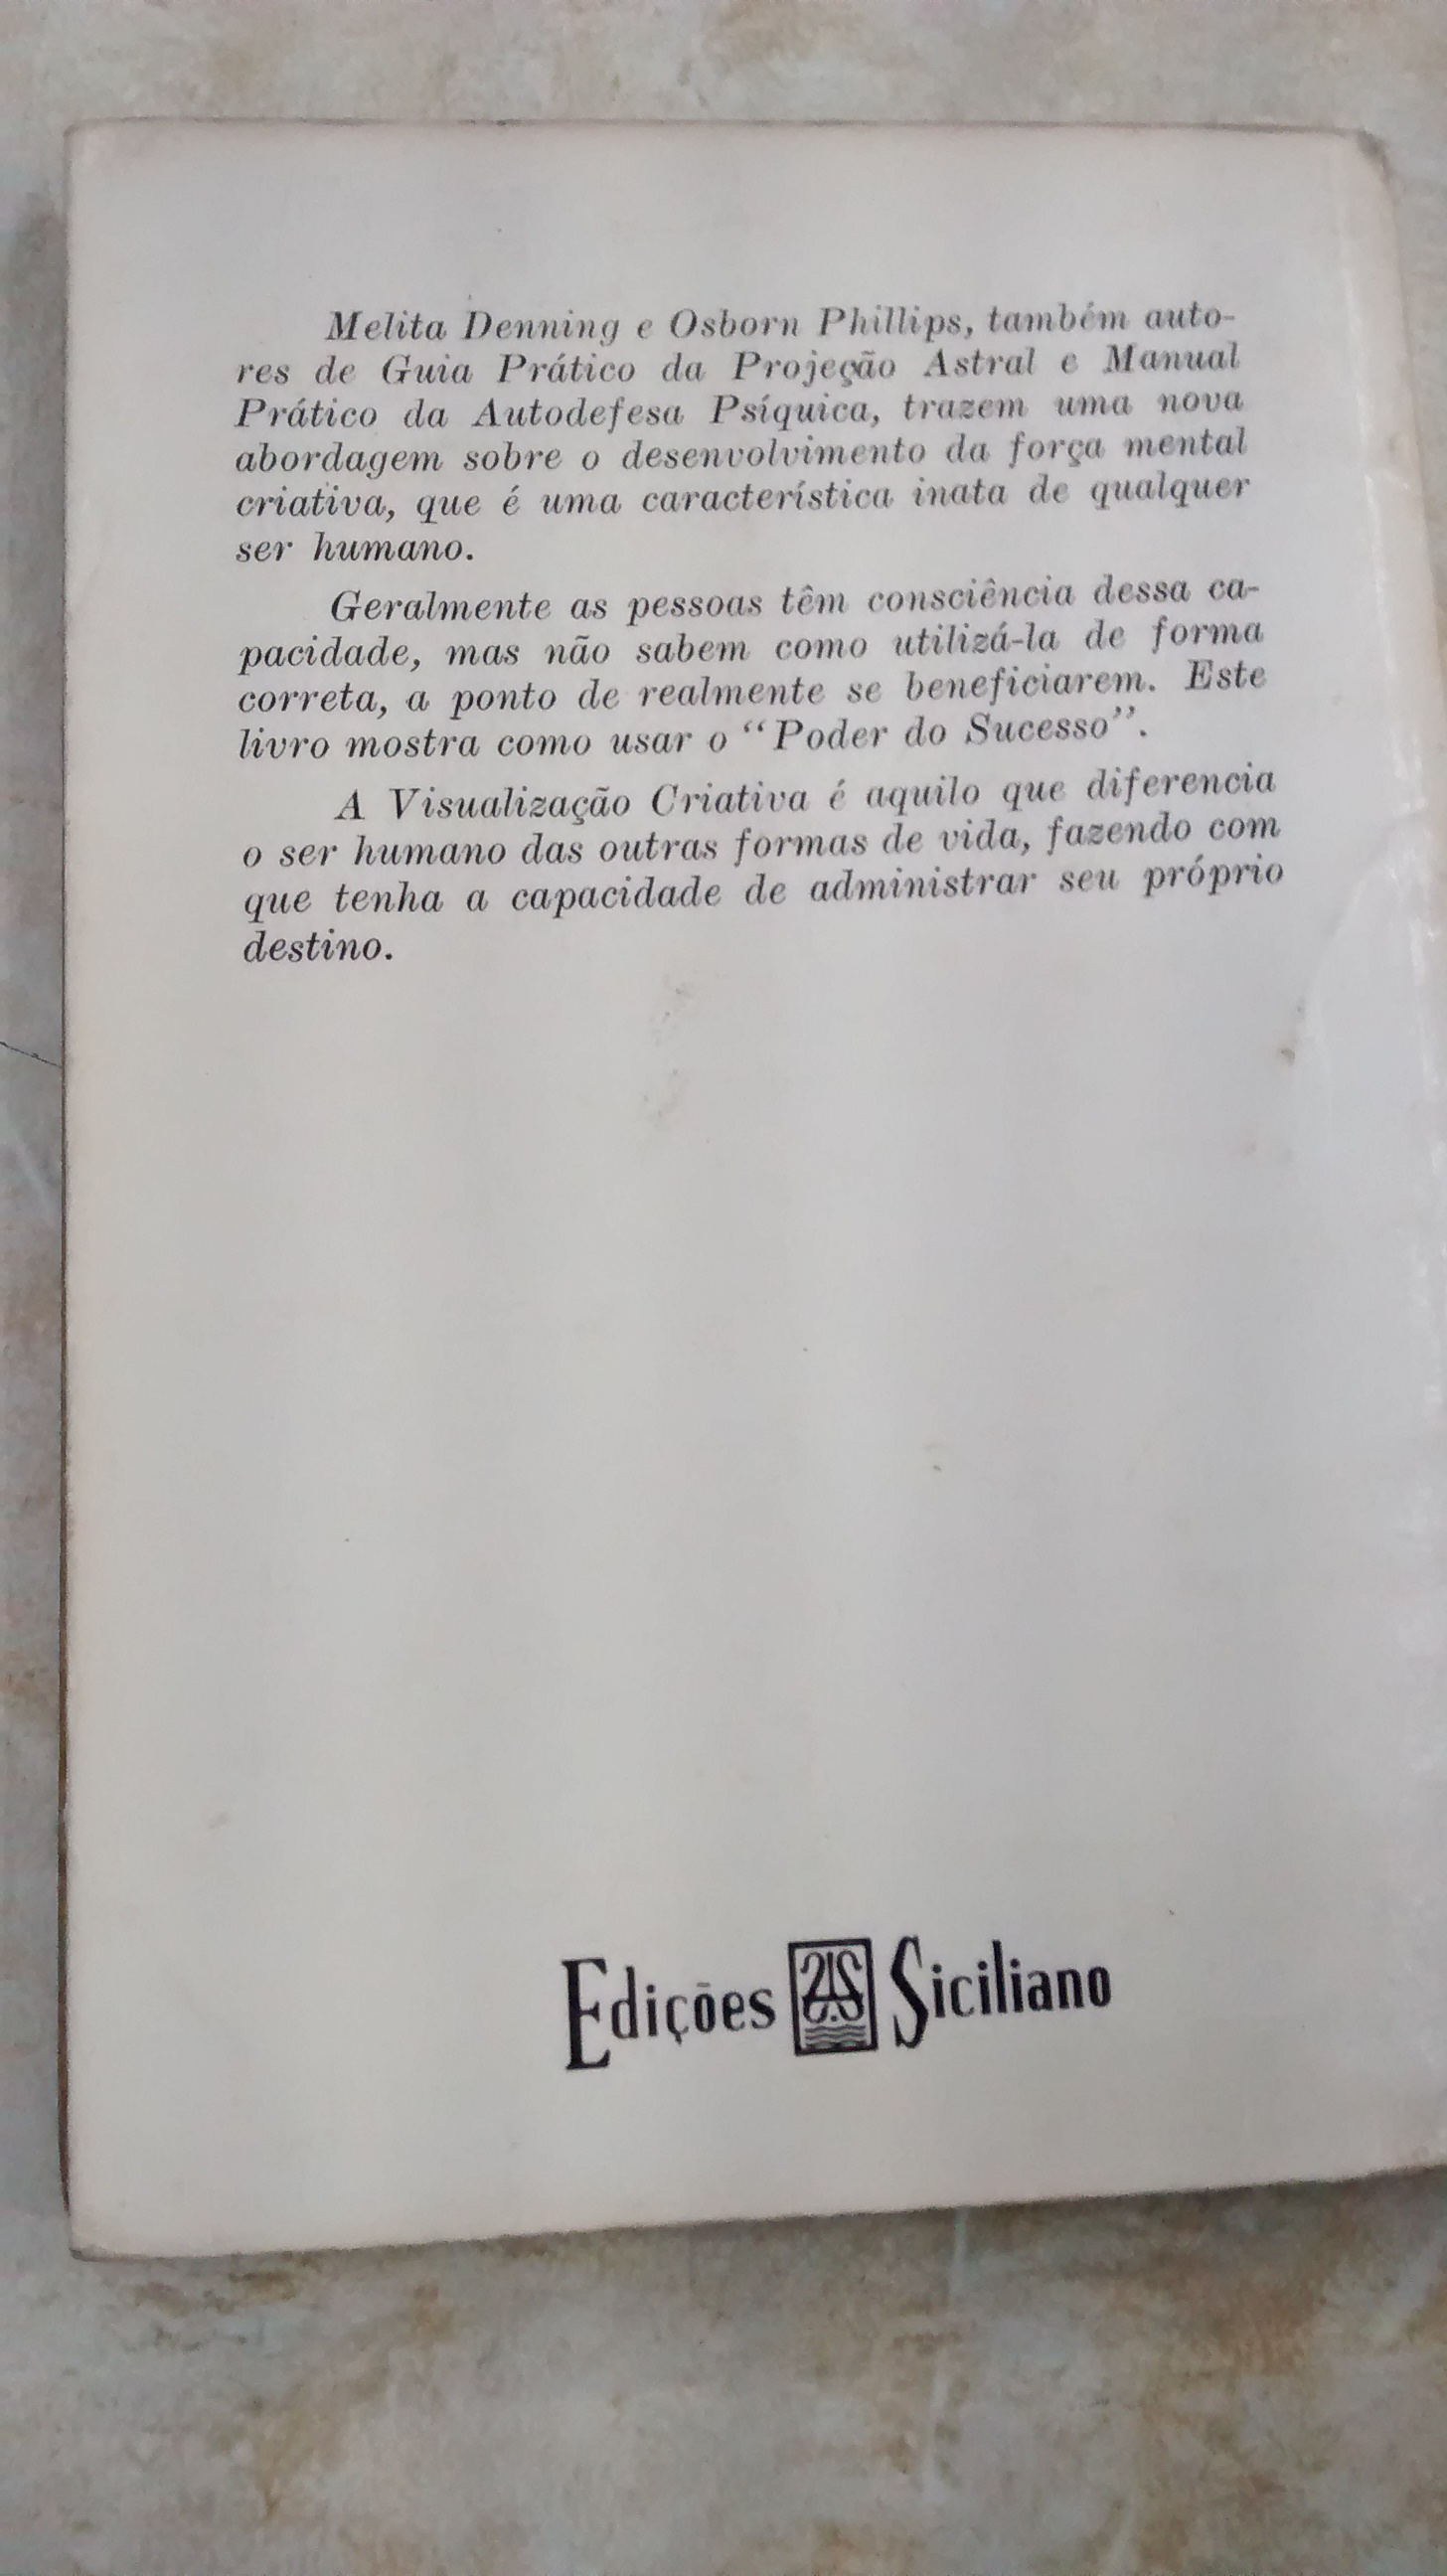 Melita Denning e Osborn Phillips, também auto-
res de Guia Prático da Projeção Astral e Manual
Prático da Autodefesa Psíquica, trazem uma nova
abordagem sobre o desenvolvimento da força mental
criativa, que é uma característica inata de qualquer
ser humano.
Geralmente as pessoas têm consciência dessa ca-
pacidade, mas não sabem como utilizá-la de forma
correta, a ponto de realmente se beneficiarem. Este
livro mostra como usar o “Poder do Sucesso”.
A Visualização Criativa é aquilo que diferencia
o ser humano das outras formas de vida, fazendo com
que tenha a capacidade de administrar seu próprio
destino.
Edições Siciliano